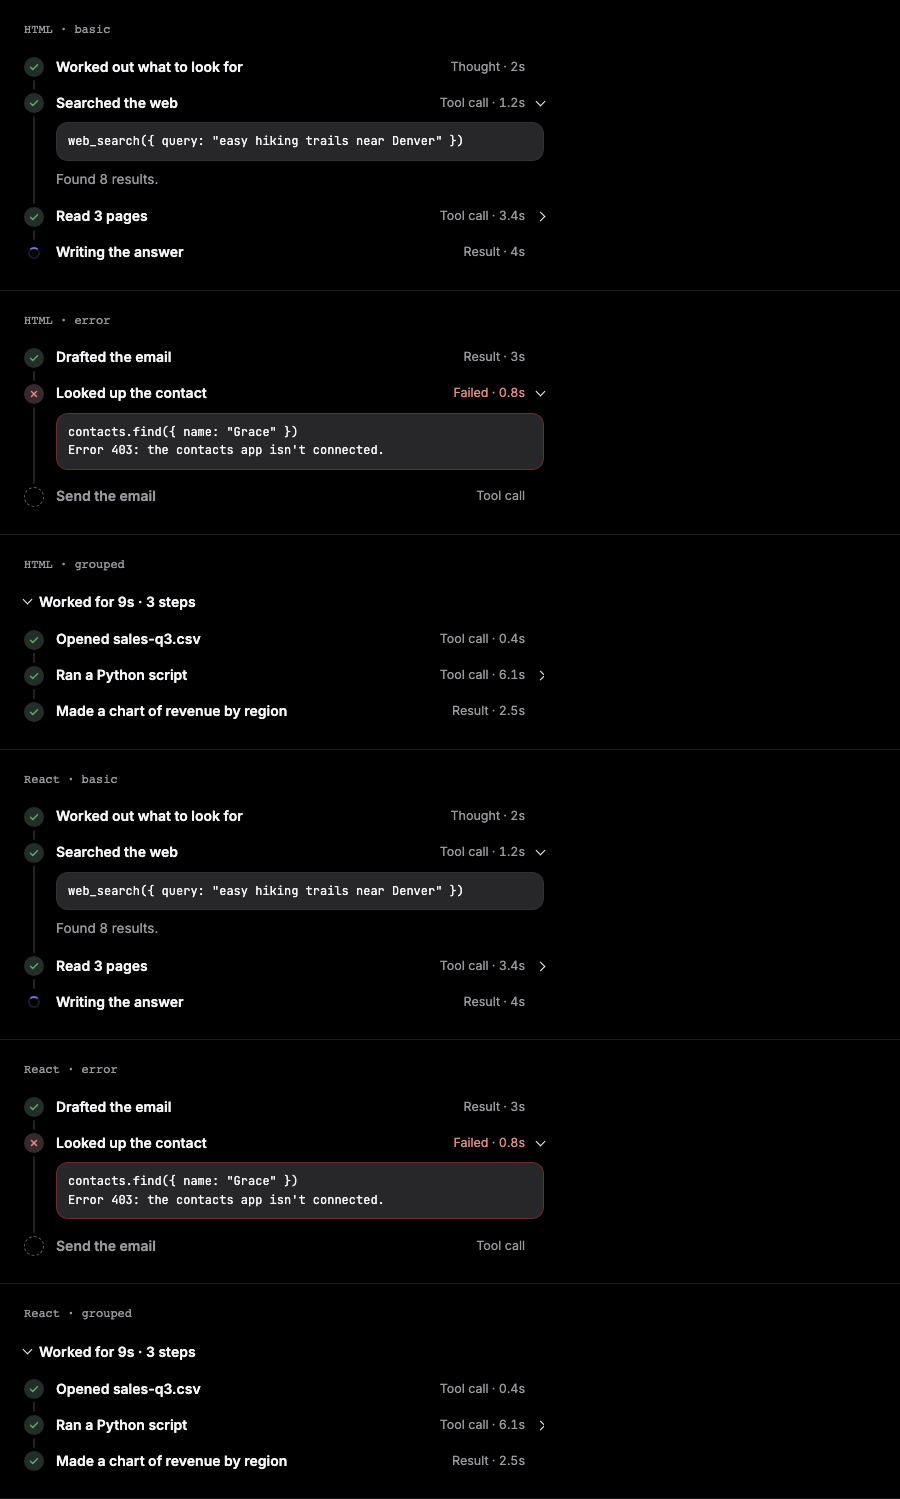 HTML · basic
Worked out what to look for Thought · 2s
Searched the web Tool call · 1.2s
web_search({ query: "easy hiking trails near Denver" })
Found 8 results.
Read 3 pages Tool call · 3.4s
Writing the answer Result · 4s
HTML · error
Drafted the email Result · 3s
Looked up the contact Failed · 0.8s
contacts.find({ name: "Grace" })
Error 403: the contacts app isn't connected.
Send the email Tool call
HTML · grouped
Worked for 9s · 3 steps
Opened sales-q3.csv Tool call · 0.4s
Ran a Python script Tool call · 6.1s
Made a chart of revenue by region Result · 2.5s
React · basic
Worked out what to look for Thought · 2s
Searched the web Tool call · 1.2s
web_search({ query: "easy hiking trails near Denver" })
Found 8 results.
Read 3 pages Tool call · 3.4s
Writing the answer Result · 4s
React · error
Drafted the email Result · 3s
Looked up the contact Failed · 0.8s
contacts.find({ name: "Grace" })
Error 403: the contacts app isn't connected.
Send the email Tool call
React · grouped
Worked for 9s · 3 steps
Opened sales-q3.csv Tool call · 0.4s
Ran a Python script Tool call · 6.1s
Made a chart of revenue by region Result · 2.5s